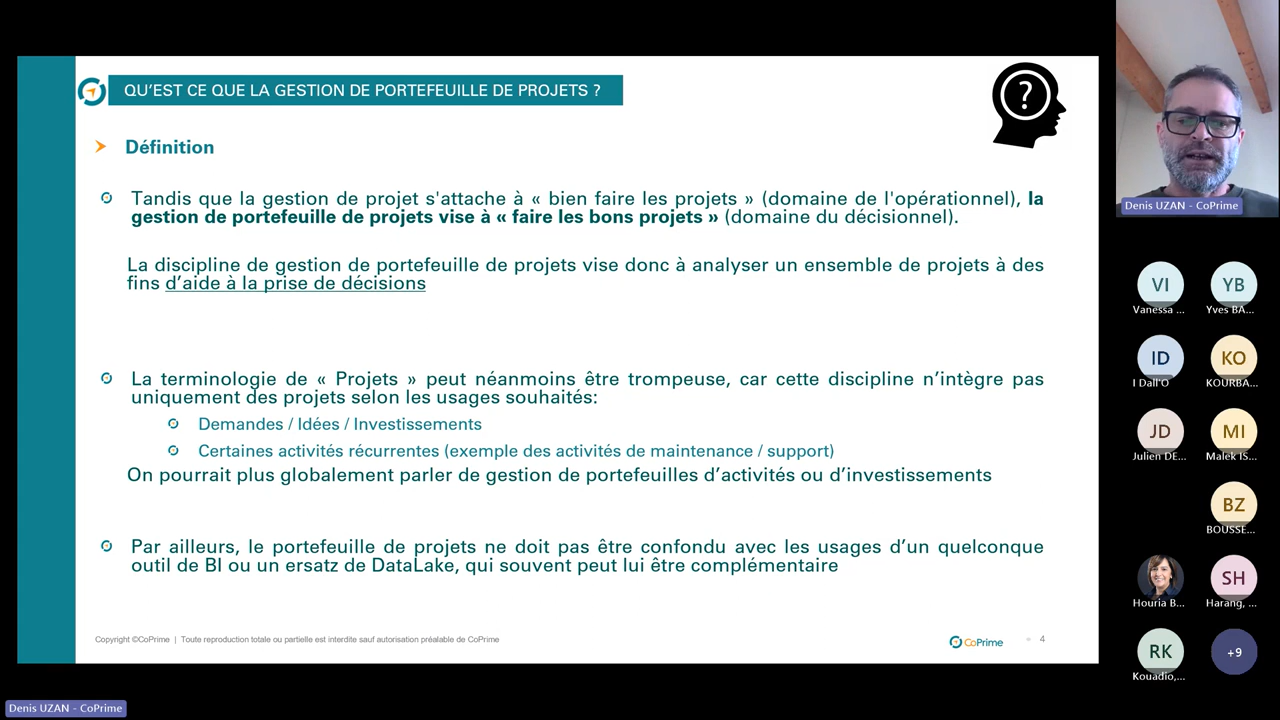 QU'EST CE QUE LA GESTION DE PORTEFEUILLE DE PROJETS ?
?
Définition
Tandis que la gestion de projet s'attache à « bien faire les projets » (domaine de l'opérationnel), la
gestion de portefeuille de projets vise à « faire les bons projets » (domaine du décisionnel).
La discipline de gestion de portefeuille de projets vise donc à analyser un ensemble de projets à des
fins d'aide à la prise de décisions
La terminologie de « Projets » peut néanmoins être trompeuse, car cette discipline n'intègre pas
uniquement des projets selon les usages souhaités:
Demandes / Idées / Investissements
Certaines activités récurrentes (exemple des activités de maintenance / support)
On pourrait plus globalement parler de gestion de portefeuilles d'activités ou d'investissements
Par ailleurs, le portefeuille de projets ne doit pas être confondu avec les usages d'un quelconque
outil de BI ou un ersatz de DataLake, qui souvent peut lui être complémentaire
Copyright ©CoPrime | Toute reproduction totale ou partielle est interdite sauf autorisation préalable de CoPrime
CoPrime
4
Denis UZAN - CoPrime
VI
YB
Vanessa ...
Yves BA...
ID
KO
I Dall'O
KOURBA...
JD
MI
Julien DE...
Malek IS...
BZ
BOUSSE...
SH
Houria B...
Harang, ...
RK
+9
Kouadio,...
Denis UZAN - CoPrime